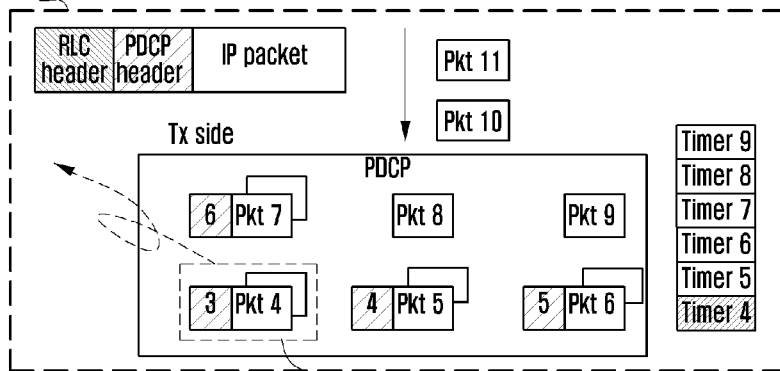 RLC header PDCP header IP packet
Pkt 11
Pkt 10
Tx side
PDCP
6 Pkt 7 Pkt 8 Pkt 9
3 Pkt 4 4 Pkt 5 5 Pkt 6
Timer 9
Timer 8
Timer 7
Timer 6
Timer 5
Timer 4